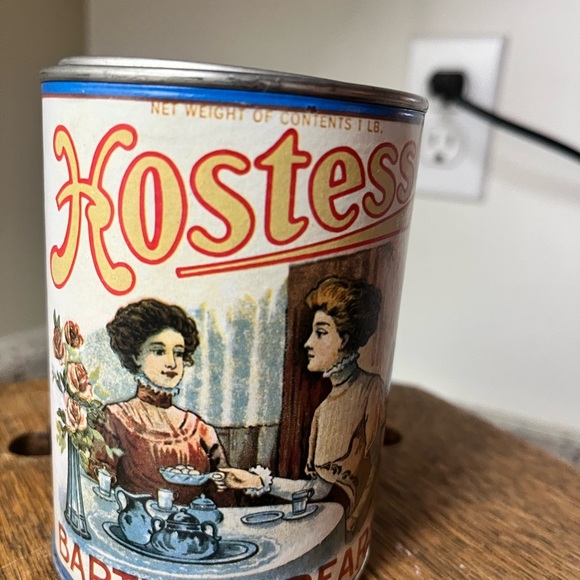 NET WEIGHT OF CONTENTS 1 LB.
Hostess